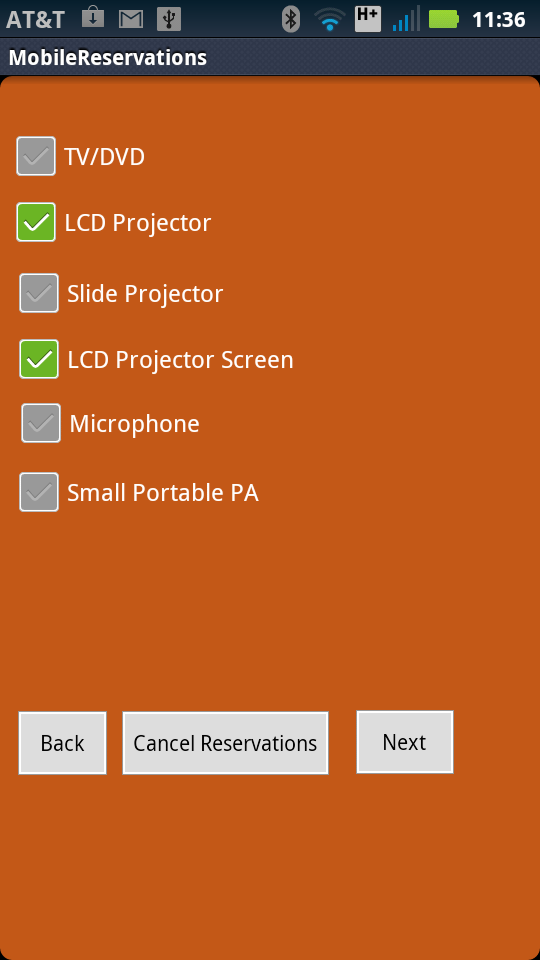 AT&T H+ 11:36
MobileReservations
TV/DVD
LCD Projector
Slide Projector
LCD Projector Screen
Microphone
Small Portable PA
Back Cancel Reservations Next